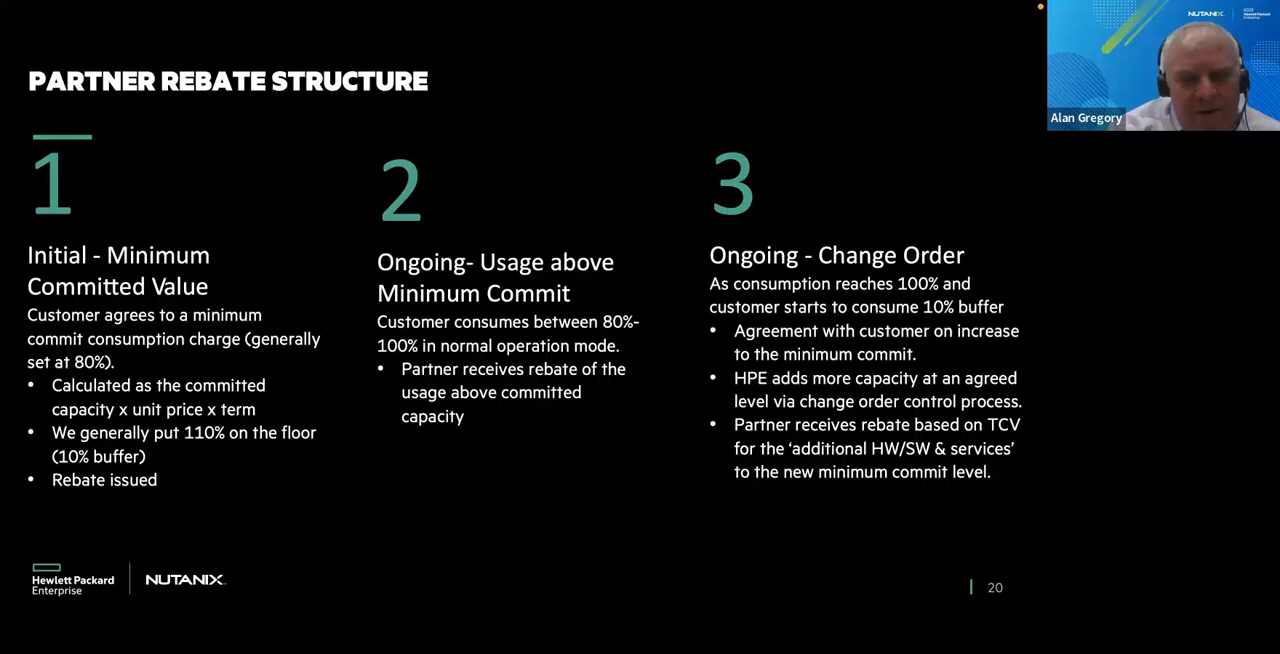 PARTNER REBATE STRUCTURE
1
Initial - Minimum
Committed Value
Customer agrees to a minimum
commit consumption charge (generally
set at 80%).
• Calculated as the committed
capacity x unit price x term
• We generally put 110% on the floor
(10% buffer)
• Rebate issued
2
Ongoing- Usage above
Minimum Commit
Customer consumes between 80%-
100% in normal operation mode.
• Partner receives rebate of the
usage above committed
capacity
3
Ongoing - Change Order
As consumption reaches 100% and
customer starts to consume 10% buffer
• Agreement with customer on increase
to the minimum commit.
• HPE adds more capacity at an agreed
level via change order control process.
• Partner receives rebate based on TCV
for the ‘additional HW/SW & services’
to the new minimum commit level.
Hewlett Packard
Enterprise
NUTANIX.
20
NUTANIX.
Hewlett Packard
Enterprise
Alan Gregory